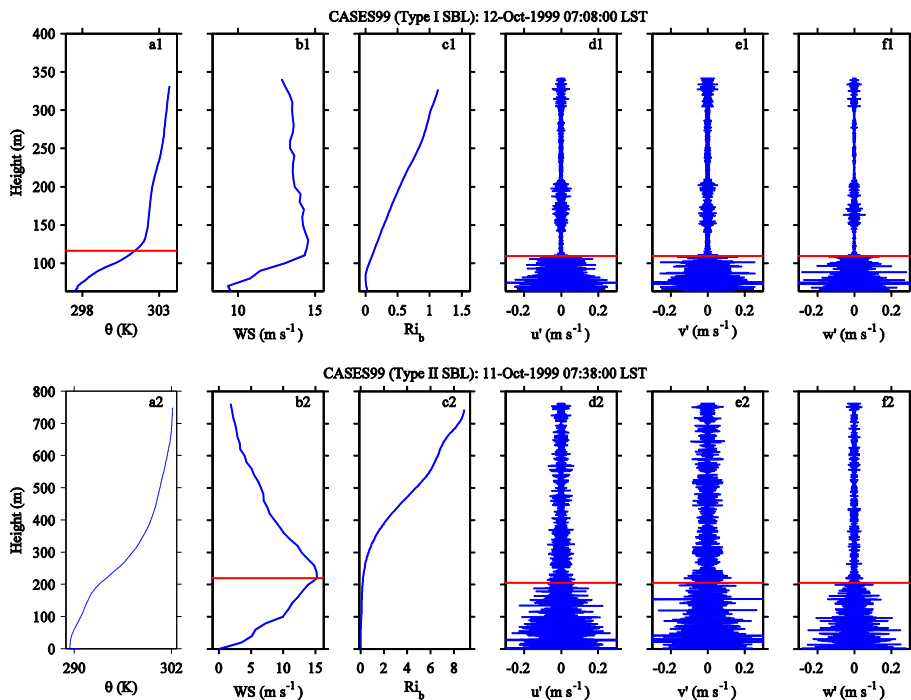 CASES99 (Type I SBL): 12-Oct-1999 07:08:00 LST
a1 b1 c1 d1 e1 f1
400
350
300
250
200
150
100
Height (m)
298 303 10 15 0 0.5 1 1.5 -0.2 0 0.1 -0.2 0 0.2 -0.2 0 0.2
θ (K) WS (m s-1) Rib u' (m s-1) v' (m s-1) w' (m s-1)
CASES99 (Type II SBL): 11-Oct-1999 07:38:00 LST
a2 b2 c2 d2 e2 f2
800
700
600
500
400
300
200
100
0
Height (m)
290 302 0 5 10 15 0 2 4 6 8 -0.2 0 0.1 -0.2 0 0.2 -0.2 0 0.2
θ (K) WS (m s-1) Rib u' (m s-1) v' (m s-1) w' (m s-1)